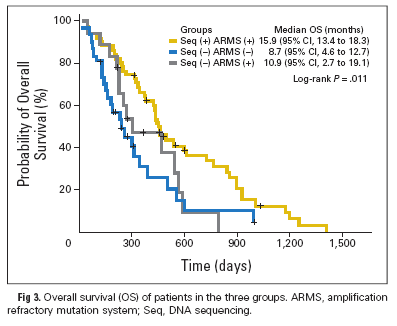 Groups Median OS (months)
Seq (+) ARMS (+) 15.9 (95% CI, 13.4 to 18.3)
Seq (–) ARMS (–) 8.7 (95% CI, 4.6 to 12.7)
Seq (–) ARMS (+) 10.9 (95% CI, 2.7 to 19.1)
Log-rank P = .011
Probability of Overall
Survival (%)
100
80
60
40
20
0 300 600 900 1,200 1,500
Time (days)
Fig 3. Overall survival (OS) of patients in the three groups. ARMS, amplification
refractory mutation system; Seq, DNA sequencing.